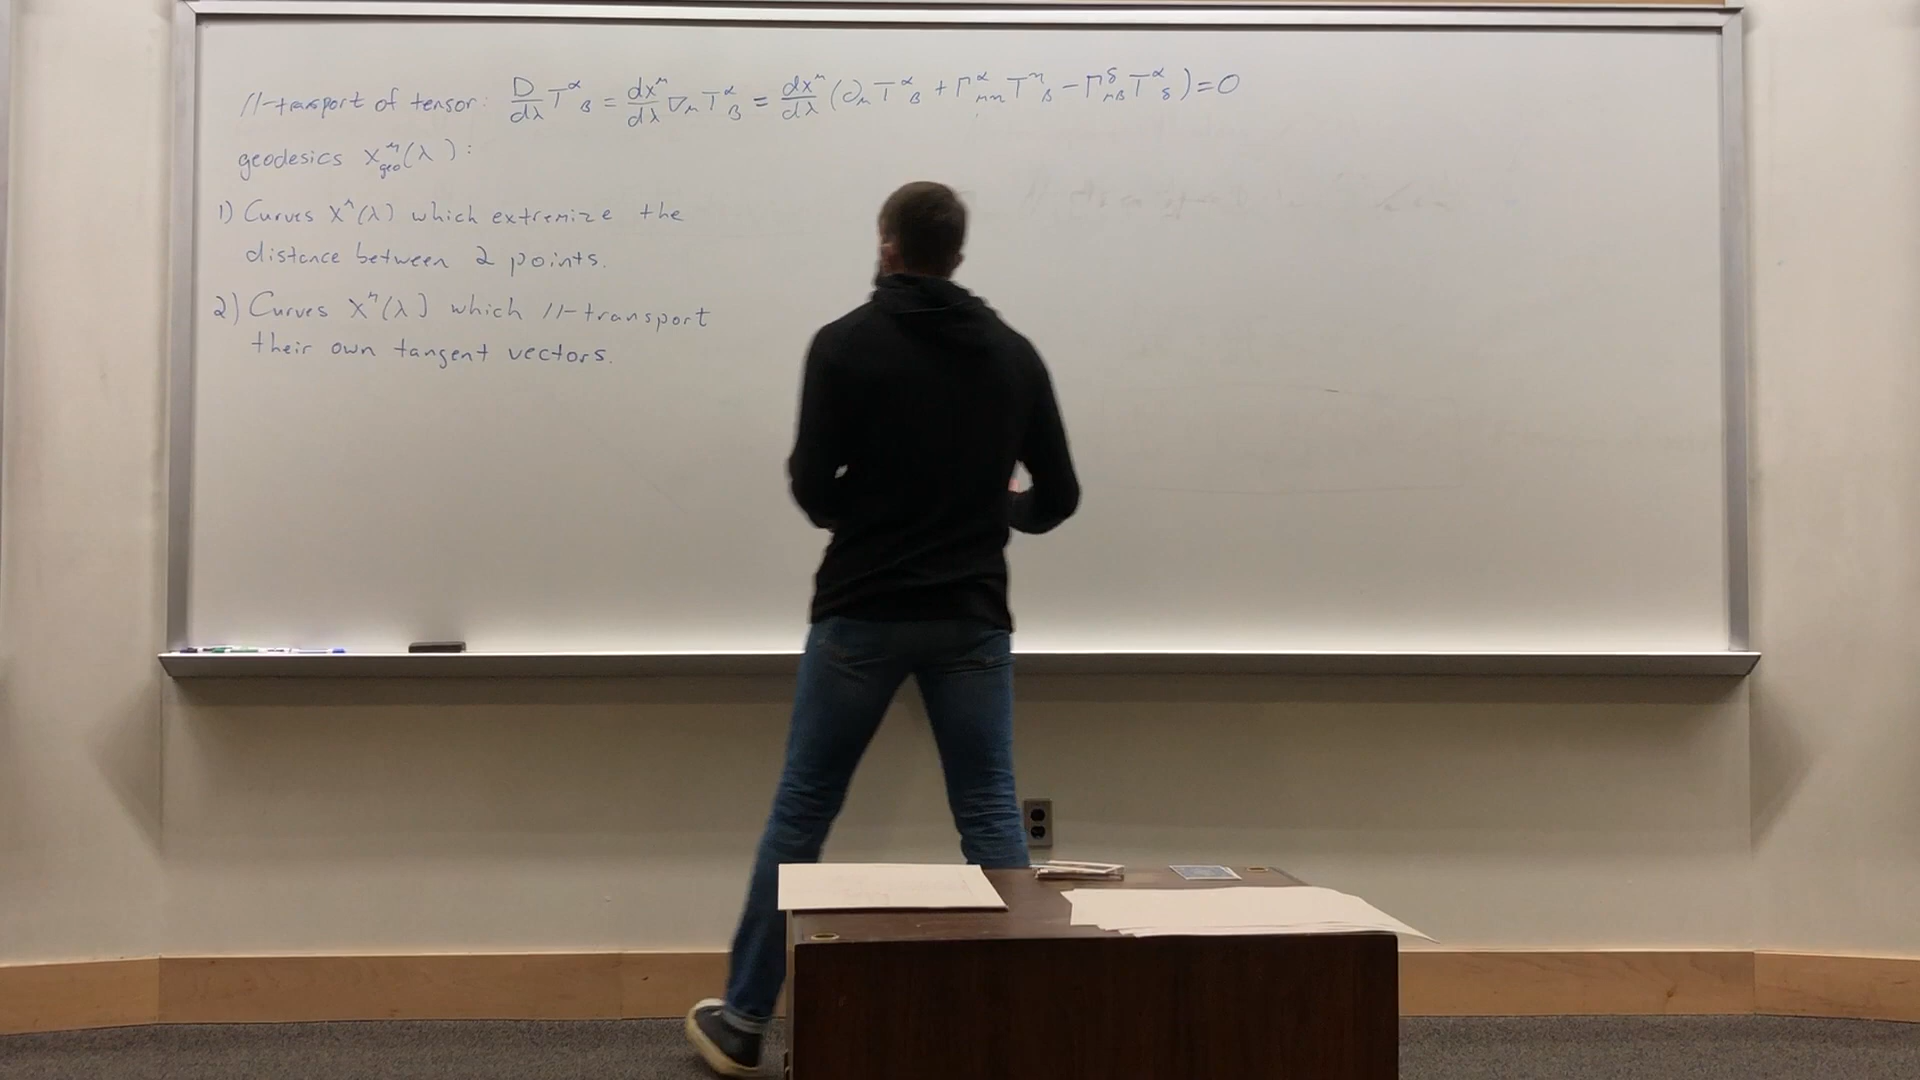 //-transport of tensor: D/dλ T^α_β = dx^μ/dλ ∇_μ T^α_β = dx^μ/dλ (∂_μ T^α_β + Γ^α_μη T^η_β − Γ^δ_μβ T^α_δ) = 0
geodesics x^μ_geo(λ):
1) Curves x^μ(λ) which extremize the
distance between 2 points.
2) Curves x^μ(λ) which //-transport
their own tangent vectors.